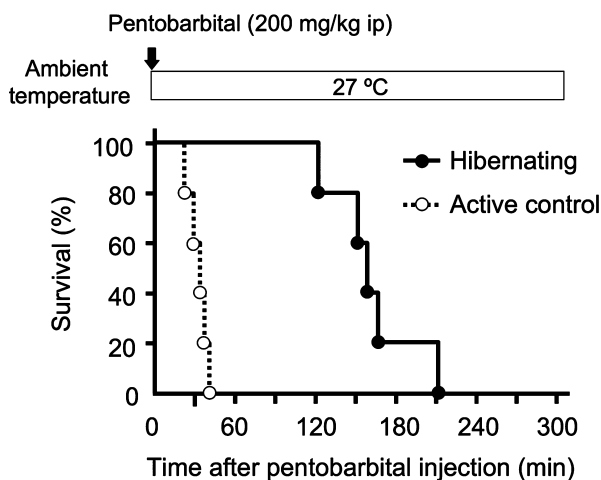 Pentobarbital (200 mg/kg ip)
Ambient
temperature
27 ºC
100
80
60
40
20
0
Survival (%)
Hibernating
Active control
0 60 120 180 240 300
Time after pentobarbital injection (min)